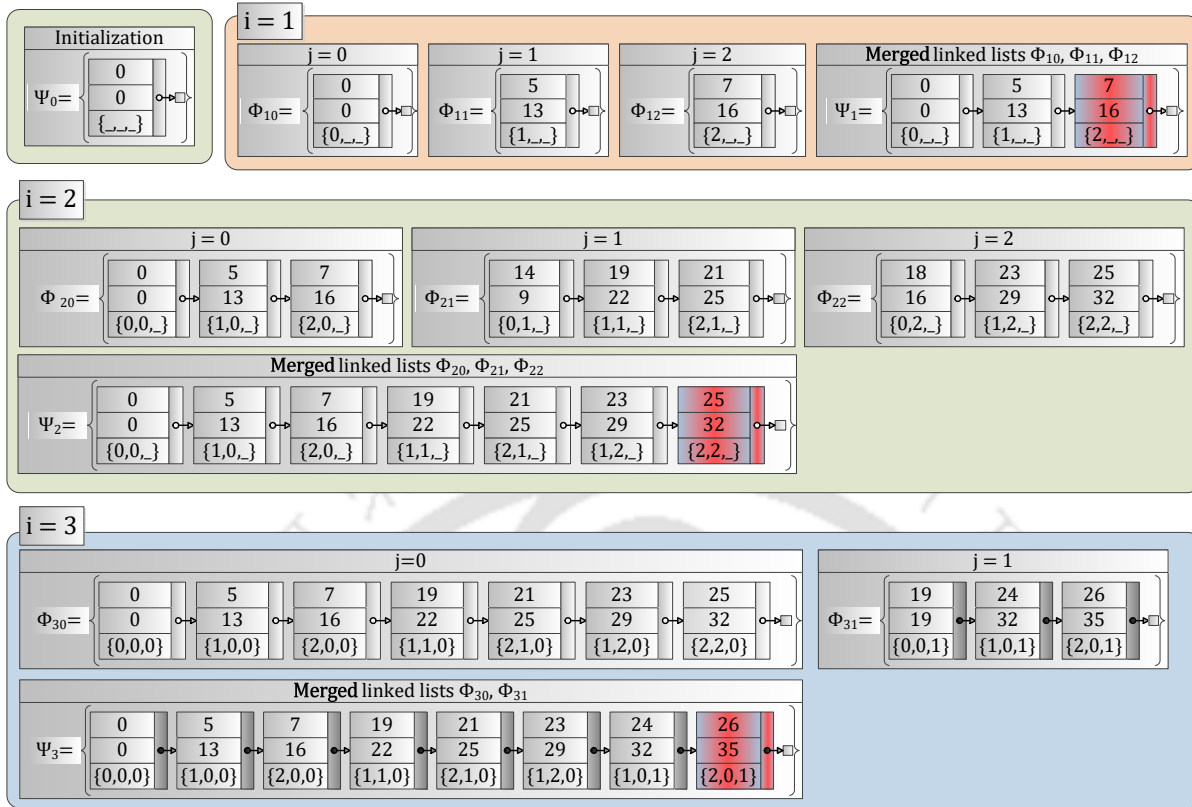 Initialization
Ψ0=
0
0
{_,_,_}
i = 1
j = 0
Φ10=
0
0
{0,_,_}
j = 1
Φ11=
5
13
{1,_,_}
j = 2
Φ12=
7
16
{2,_,_}
Merged linked lists Φ10, Φ11, Φ12
Ψ1=
0 5 7
0 13 16
{0,_,_} {1,_,_} {2,_,_}
i = 2
j = 0
Φ 20=
0 5 7
0 13 16
{0,0,_} {1,0,_} {2,0,_}
j = 1
Φ21=
14 19 21
9 22 25
{0,1,_} {1,1,_} {2,1,_}
j = 2
Φ22=
18 23 25
16 29 32
{0,2,_} {1,2,_} {2,2,_}
Merged linked lists Φ20, Φ21, Φ22
Ψ2=
0 5 7 19 21 23 25
0 13 16 22 25 29 32
{0,0,_} {1,0,_} {2,0,_} {1,1,_} {2,1,_} {1,2,_} {2,2,_}
i = 3
j=0
Φ30=
0 5 7 19 21 23 25
0 13 16 22 25 29 32
{0,0,0} {1,0,0} {2,0,0} {1,1,0} {2,1,0} {1,2,0} {2,2,0}
j = 1
Φ31=
19 24 26
19 32 35
{0,0,1} {1,0,1} {2,0,1}
Merged linked lists Φ30, Φ31
Ψ3=
0 5 7 19 21 23 24 26
0 13 16 22 25 29 32 35
{0,0,0} {1,0,0} {2,0,0} {1,1,0} {2,1,0} {1,2,0} {1,0,1} {2,0,1}